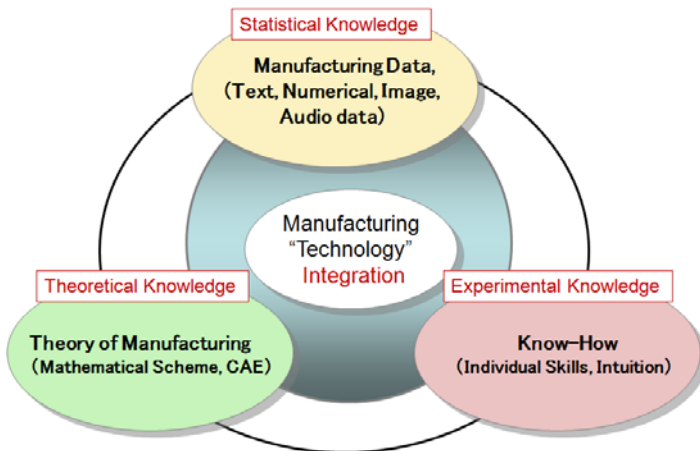 Statistical Knowledge
Manufacturing Data,
(Text, Numerical, Image,
Audio data)
Manufacturing
“Technology”
Integration
Theoretical Knowledge
Theory of Manufacturing
(Mathematical Scheme, CAE)
Experimental Knowledge
Know-How
(Individual Skills, Intuition)